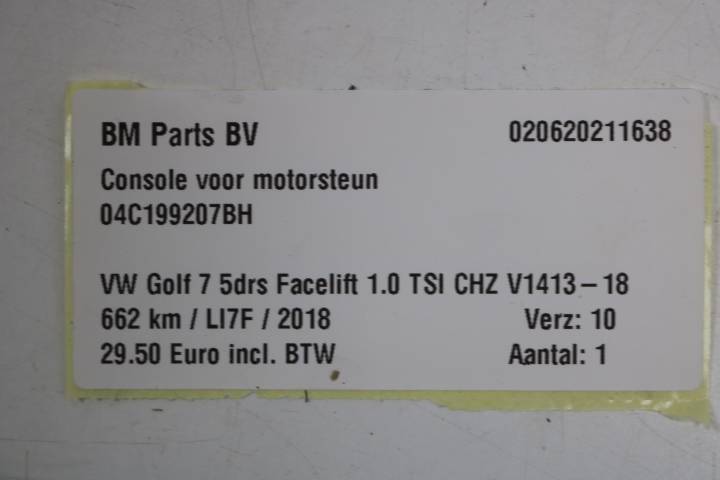 BM Parts BV 020620211638
Console voor motorsteun
04C199207BH
VW Golf 7 5drs Facelift 1.0 TSI CHZ V1413-18
662 km / LI7F / 2018 Verz: 10
29.50 Euro incl. BTW Aantal: 1